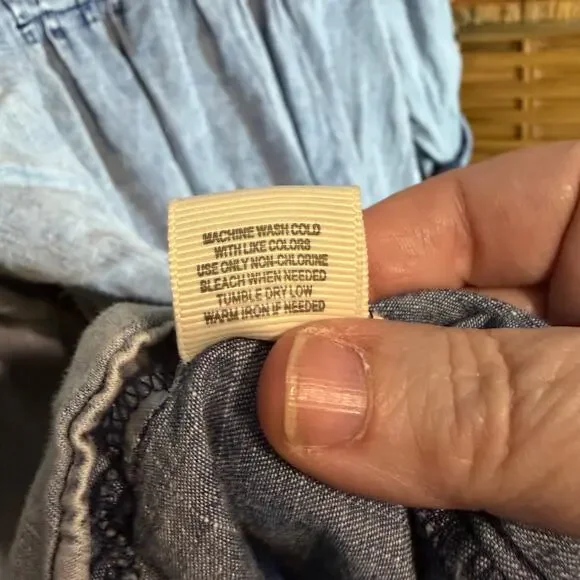 MACHINE WASH COLD
WITH LIKE COLORS
USE ONLY NON-CHLORINE
BLEACH WHEN NEEDED
TUMBLE DRY LOW
WARM IRON IF NEEDED